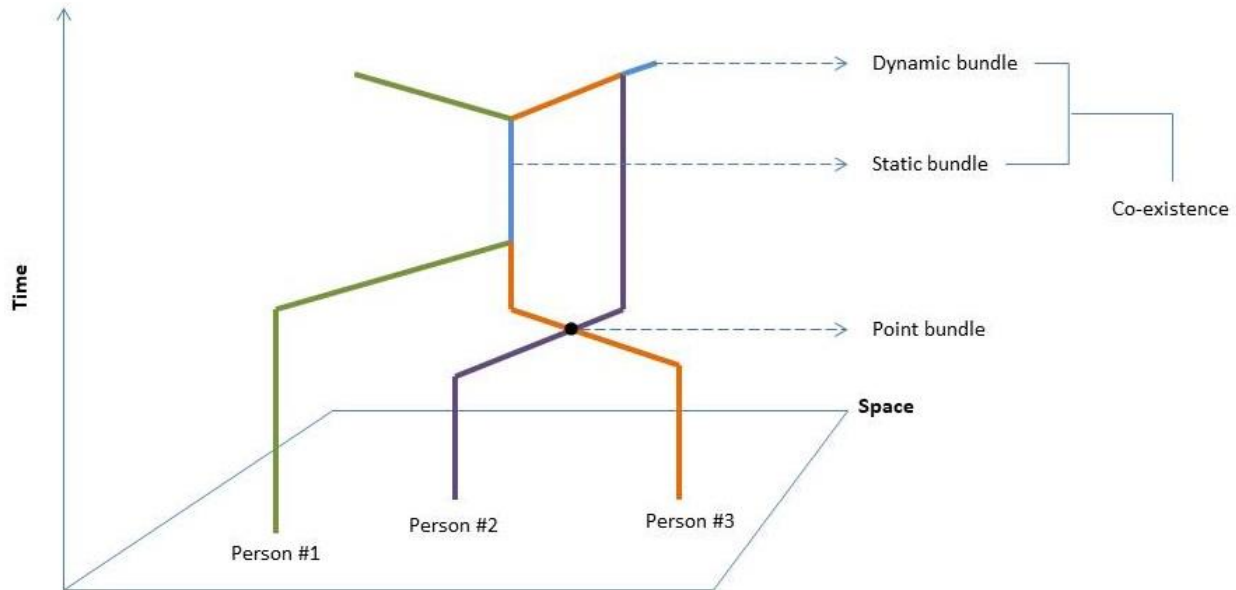 Dynamic bundle
Static bundle
Co-existence
Time
Point bundle
Space
Person #1
Person #2
Person #3